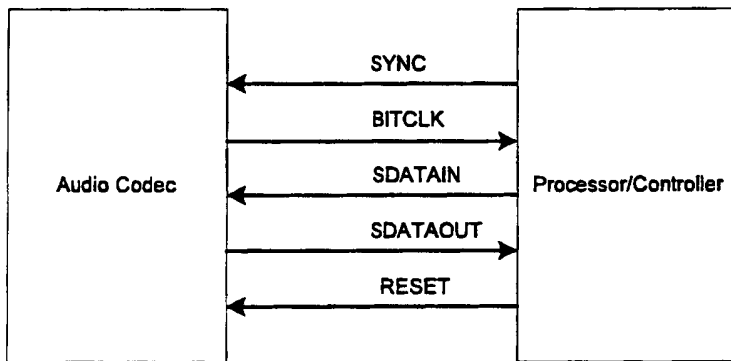 SYNC
BITCLK
Audio Codec
SDATAIN
Processor/Controller
SDATAOUT
RESET